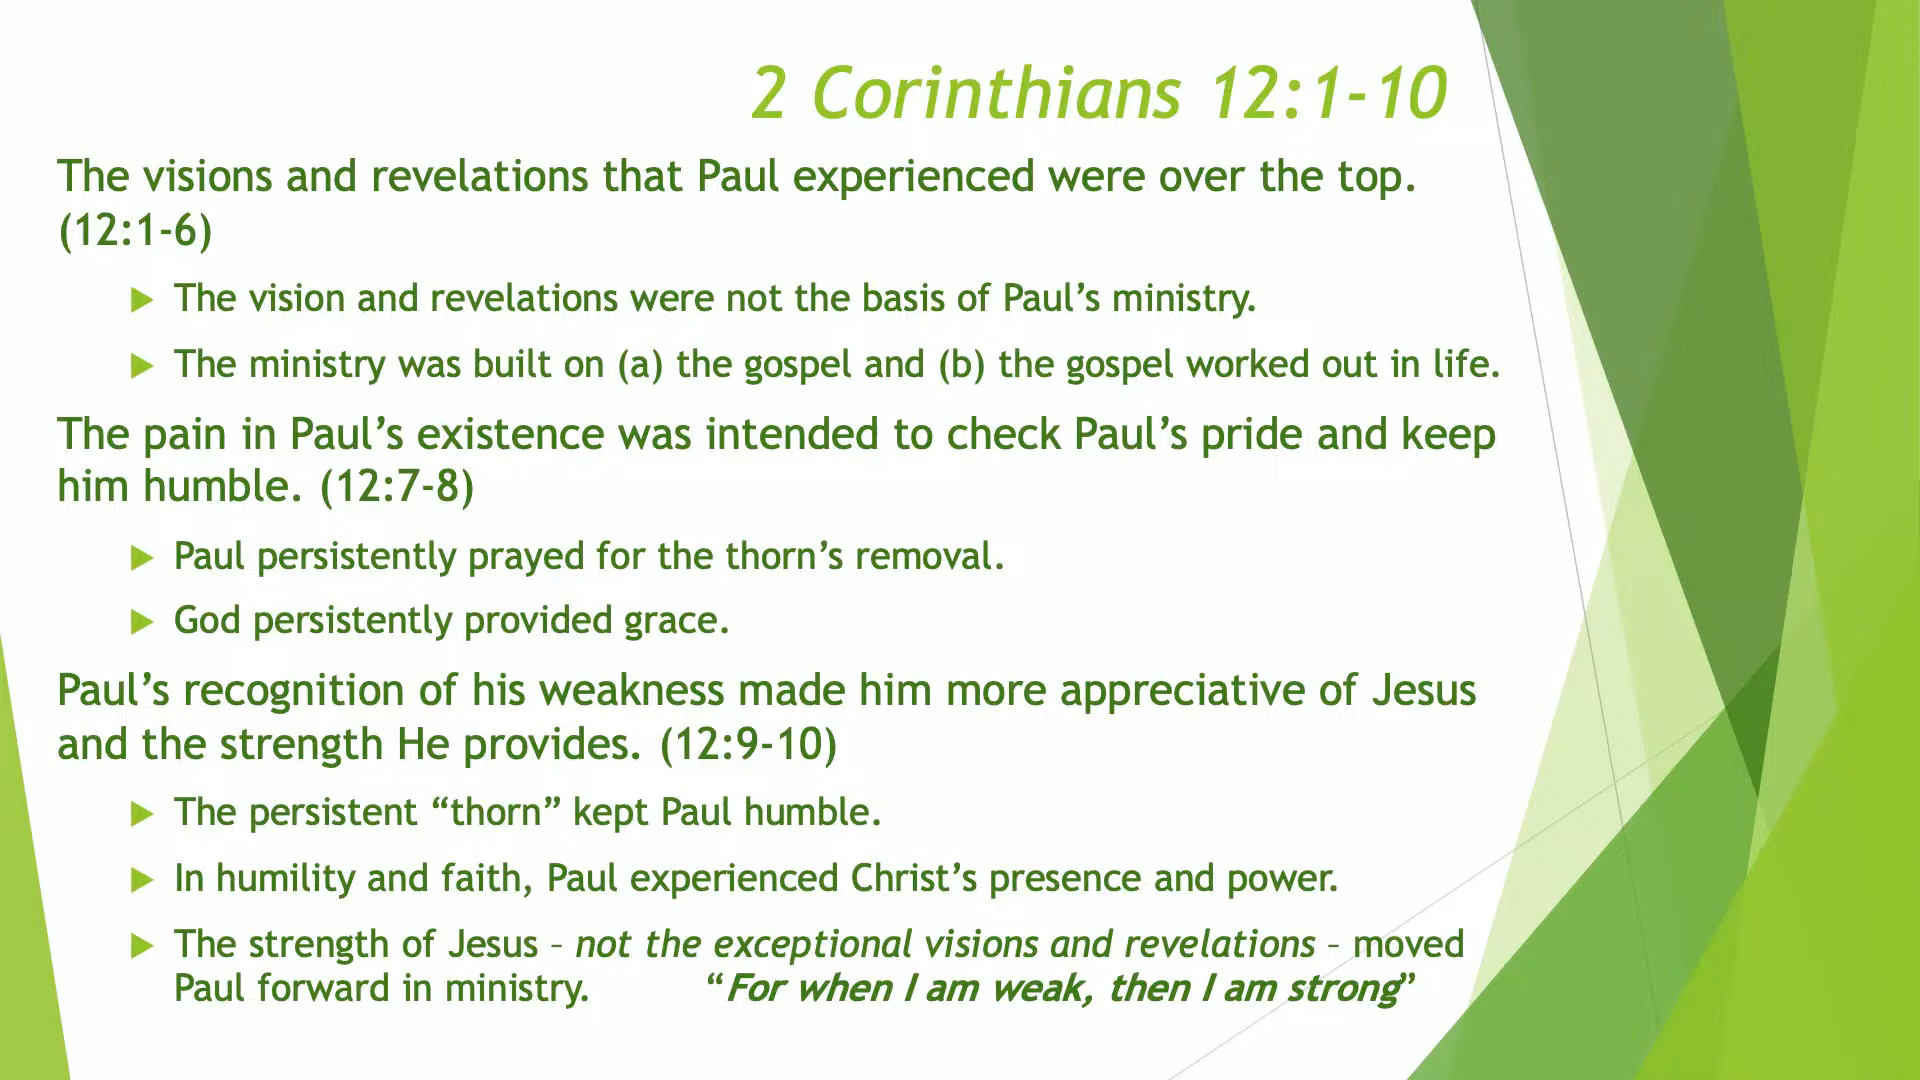 2 Corinthians 12:1-10
The visions and revelations that Paul experienced were over the top.
(12:1-6)
The vision and revelations were not the basis of Paul’s ministry.
The ministry was built on (a) the gospel and (b) the gospel worked out in life.
The pain in Paul’s existence was intended to check Paul’s pride and keep
him humble. (12:7-8)
Paul persistently prayed for the thorn’s removal.
God persistently provided grace.
Paul’s recognition of his weakness made him more appreciative of Jesus
and the strength He provides. (12:9-10)
The persistent “thorn” kept Paul humble.
In humility and faith, Paul experienced Christ’s presence and power.
The strength of Jesus – not the exceptional visions and revelations – moved
Paul forward in ministry. “For when I am weak, then I am strong”